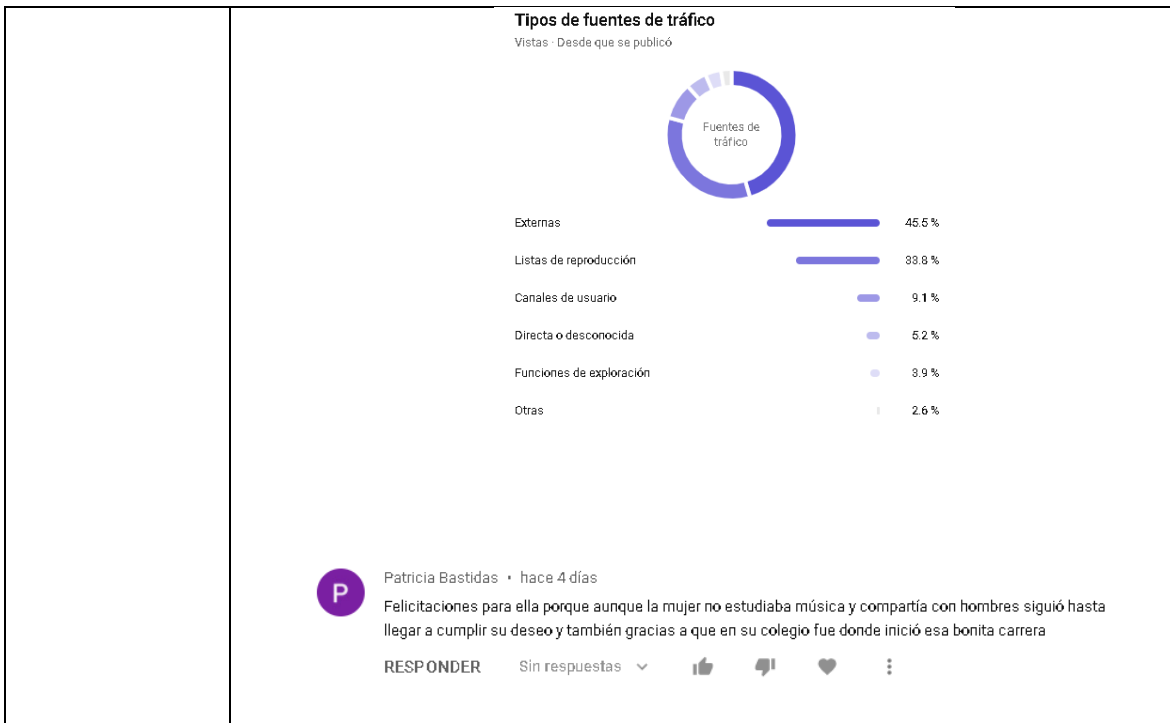 Tipos de fuentes de tráfico
Vistas · Desde que se publicó
Fuentes de
tráfico
Externas 45.5 %
Listas de reproducción 33.8 %
Canales de usuario 9.1 %
Directa o desconocida 5.2 %
Funciones de exploración 3.9 %
Otras 2.6 %
P
Patricia Bastidas • hace 4 días
Felicitaciones para ella porque aunque la mujer no estudiaba música y compartía con hombres siguió hasta
llegar a cumplir su deseo y también gracias a que en su colegio fue donde inició esa bonita carrera
RESPONDER Sin respuestas